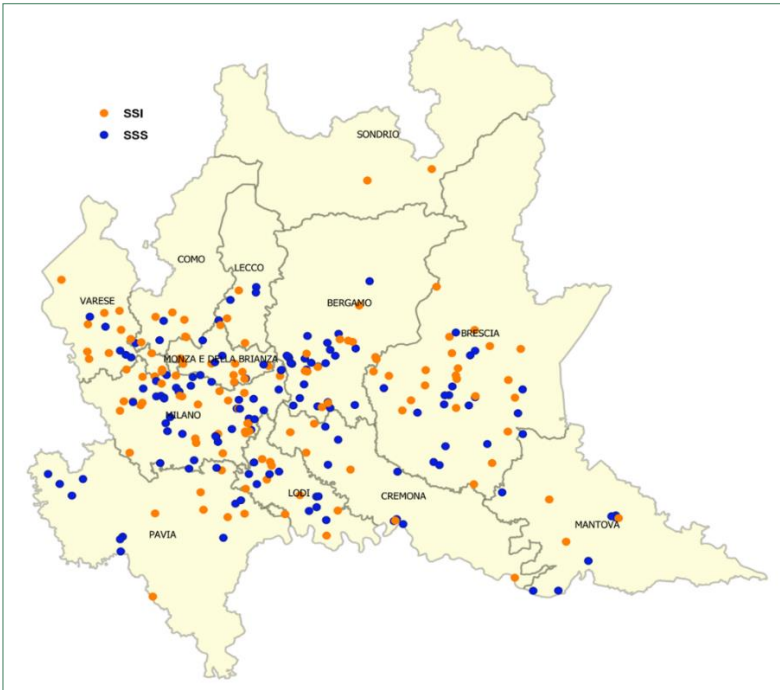 SSI
SSS
SONDRIO
COMO
LECCO
VARESE
BERGAMO
BRESCIA
MONZA E DELLA BRIANZA
MILANO
LODI
CREMONA
MANTOVA
PAVIA